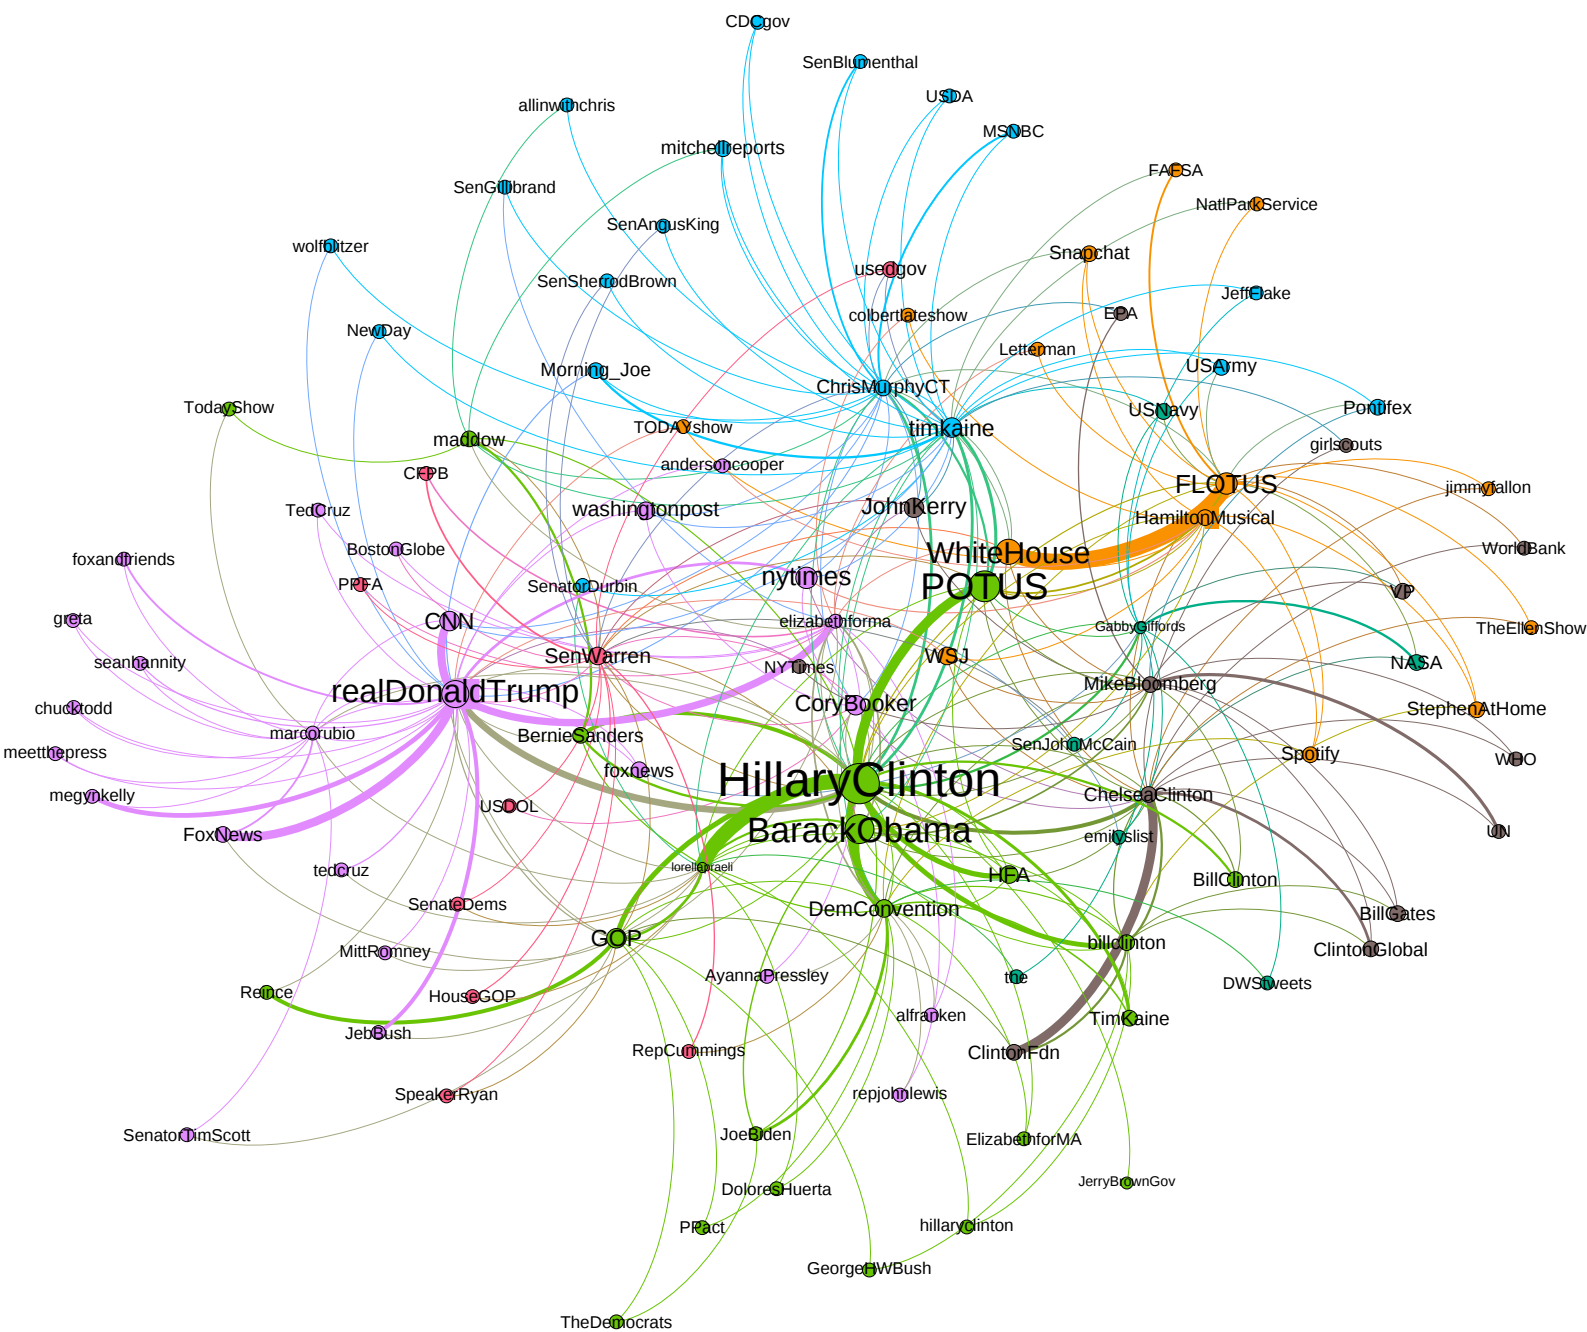 CDCgov
SenBlumenthal
USDA
allinwithchris
MSNBC
mitchellreports
FAFSA
SenGillibrand
NatlParkService
SenAngusKing
wolfblitzer
Snapchat
usedgov
SenSherrodBrown
JeffFlake
colbertlateshow
EPA
NewDay
Letterman
Morning_Joe
USArmy
ChrisMurphyCT
TodayShow
USNavy
Pontifex
TODAYshow
timkaine
maddow
girlscouts
andersoncooper
CFPB
FLOTUS
jimmyfallon
TedCruz
washingtonpost
JohnKerry
HamiltonMusical
BostonGlobe
WhiteHouse
WorldBank
foxandfriends
nytimes
POTUS
PPFA
SenatorDurbin
VP
greta
CNN
elizabethforma
GabbyGiffords
TheEllenShow
seanhannity
SenWarren
NYTimes
WSJ
NASA
realDonaldTrump
MikeBloomberg
chucktodd
CoryBooker
StephenAtHome
marcorubio
BernieSanders
SenJohnMcCain
meetthepress
foxnews
Spotify
WHO
HillaryClinton
megynkelly
ChelseaClinton
USDOL
FoxNews
BarackObama
emilyslist
UN
tedcruz
lorellapraeli
HFA
BillClinton
SenateDems
DemConvention
BillGates
GOP
billclinton
ClintonGlobal
MittRomney
AyannaPressley
the
DWStweets
Reince
HouseGOP
alfranken
TimKaine
JebBush
RepCummings
ClintonFdn
SpeakerRyan
repjohnlewis
SenatorTimScott
JoeBiden
ElizabethforMA
DoloresHuerta
JerryBrownGov
PPact
hillaryclinton
GeorgeHWBush
TheDemocrats